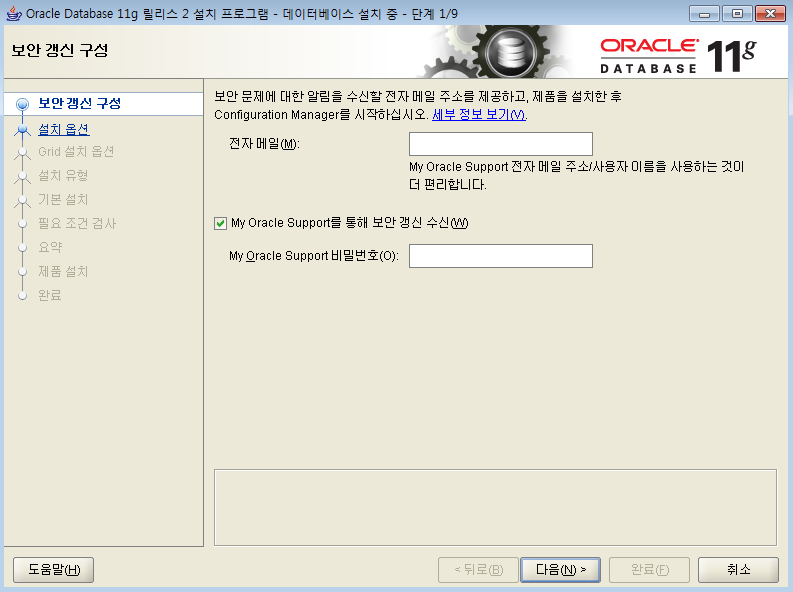 Oracle Database 11g 릴리스 2 설치 프로그램 - 데이터베이스 설치 중 - 단계 1/9
보안 갱신 구성
ORACLE
DATABASE
11g
보안 갱신 구성
설치 옵션
Grid 설치 옵션
설치 유형
기본 설치
필요 조건 검사
요약
제품 설치
완료
보안 문제에 대한 알림을 수신할 전자 메일 주소를 제공하고, 제품을 설치한 후
Configuration Manager를 시작하십시오. 세부 정보 보기(V).
전자 메일(M):
My Oracle Support 전자 메일 주소/사용자 이름을 사용하는 것이
더 편리합니다.
My Oracle Support를 통해 보안 갱신 수신(W)
My Oracle Support 비밀번호(O):
도움말(H)
< 뒤로(B)
다음(N) >
완료(F)
취소